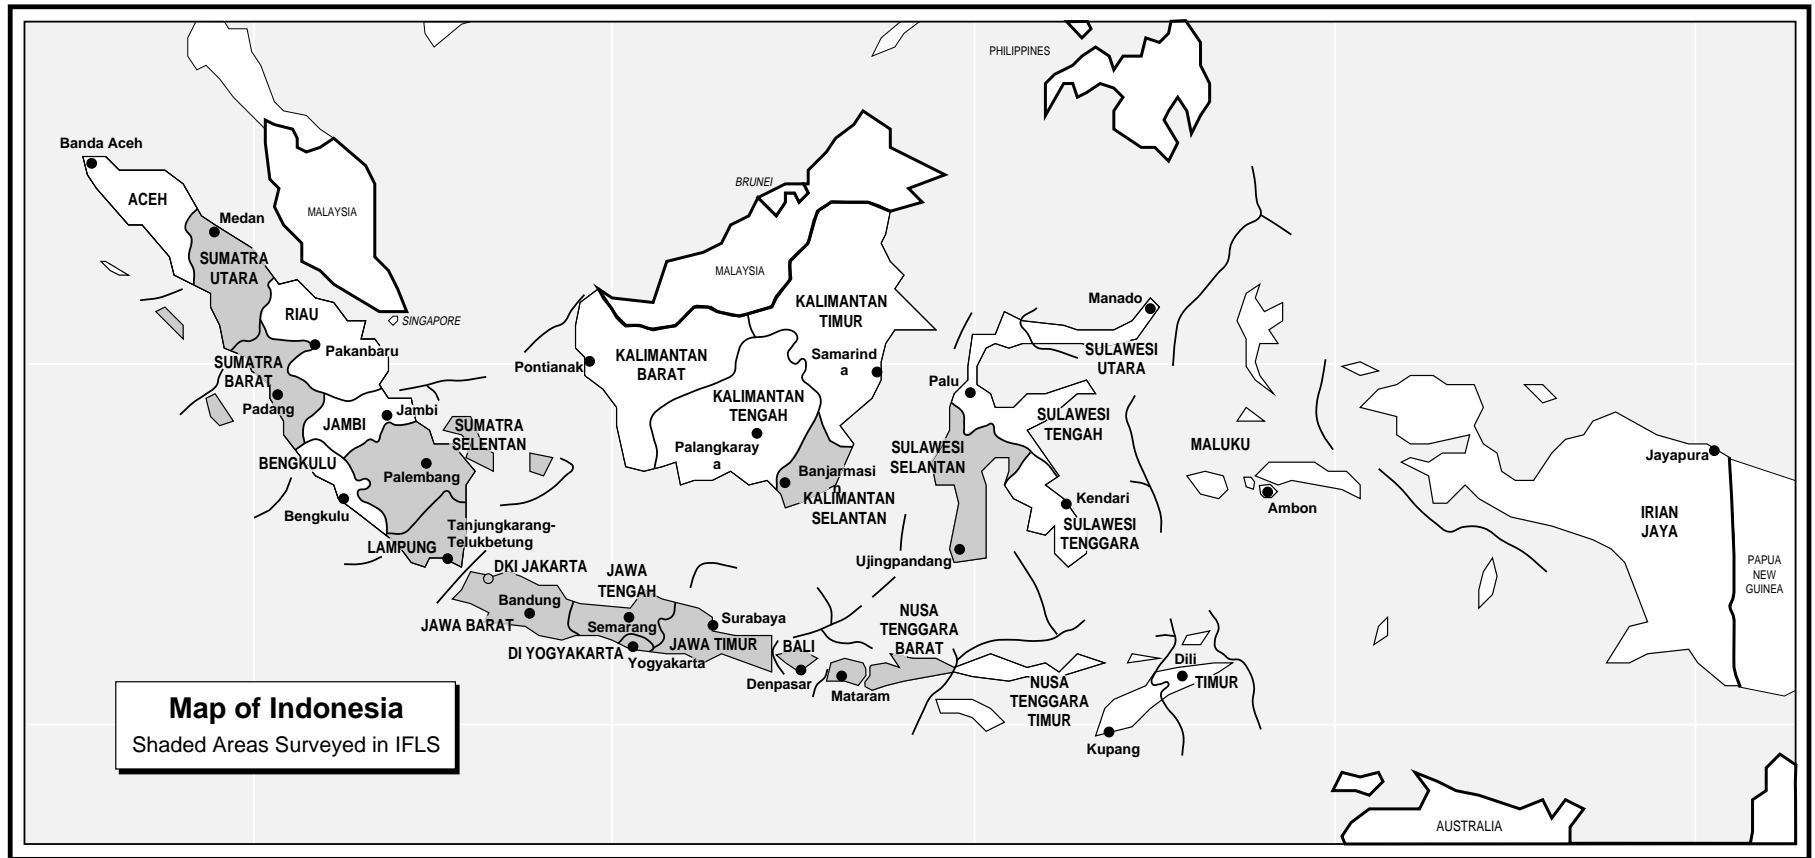 PHILIPPINES
Banda Aceh
ACEH
BRUNEI
MALAYSIA
Medan
SUMATRA
UTARA
MALAYSIA
KALIMANTAN
TIMUR
Manado
RIAU
SINGAPORE
Pakanbaru
SUMATRA
BARAT
Pontianak
KALIMANTAN
BARAT
Samarind
a
SULAWESI
UTARA
Palu
Padang
Jambi
JAMBI
SUMATRA
SELENTAN
KALIMANTAN
TENGAH
Palangkaray
a
SULAWESI
TENGAH
SULAWESI
SELANTAN
MALUKU
Jayapura
BENGKULU
Palembang
Banjarmasi
n
KALIMANTAN
SELANTAN
Kendari
SULAWESI
TENGGARA
Ambon
IRIAN
JAYA
Bengkulu
Tanjungkarang-
Telukbetung
LAMPUNG
Ujingpandang
PAPUA
NEW
GUINEA
DKI JAKARTA
JAWA
TENGAH
Bandung
JAWA BARAT
Semarang
Surabaya
JAWA TIMUR
DI YOGYAKARTA
Yogyakarta
BALI
NUSA
TENGGARA
BARAT
Denpasar
Mataram
NUSA
TENGGARA
TIMUR
Dili
TIMUR
Kupang
Map of Indonesia
Shaded Areas Surveyed in IFLS
AUSTRALIA